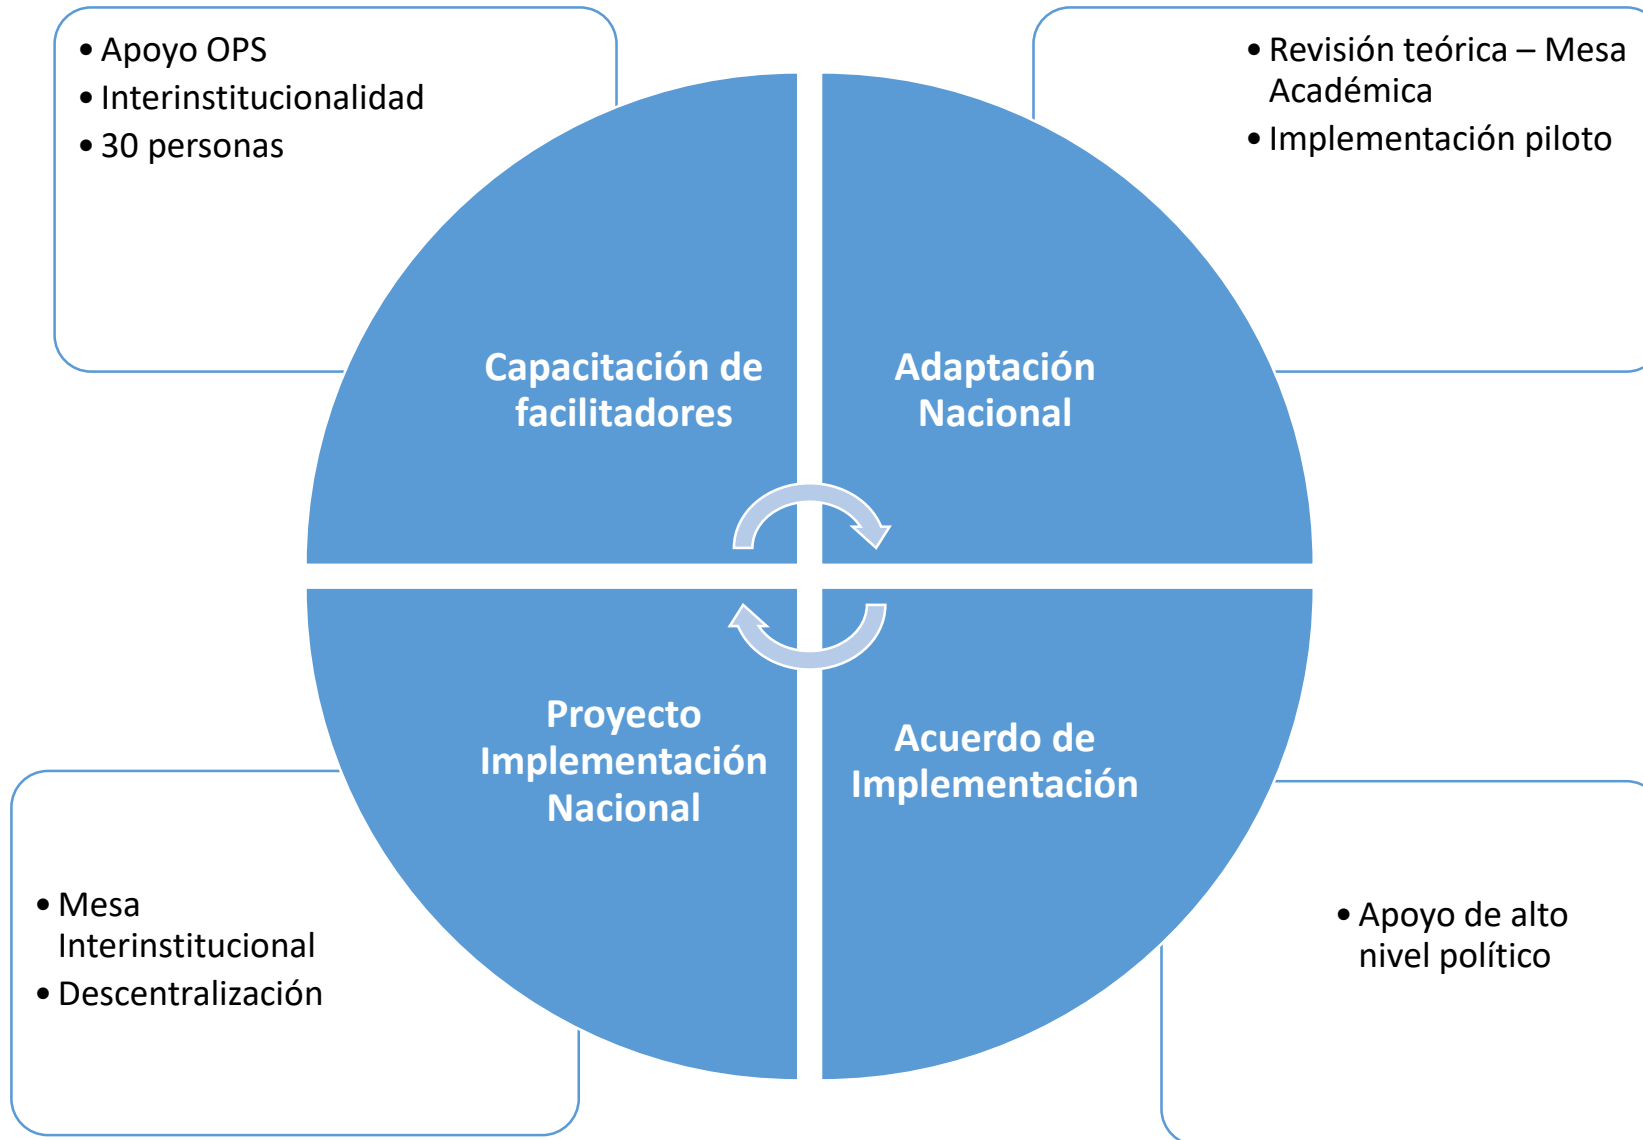 • Apoyo OPS
• Interinstitucionalidad
• 30 personas
• Revisión teórica – Mesa
Académica
• Implementación piloto
Capacitación de
facilitadores
Adaptación
Nacional
Proyecto
Implementación
Nacional
Acuerdo de
Implementación
• Mesa
Interinstitucional
• Descentralización
• Apoyo de alto
nivel político